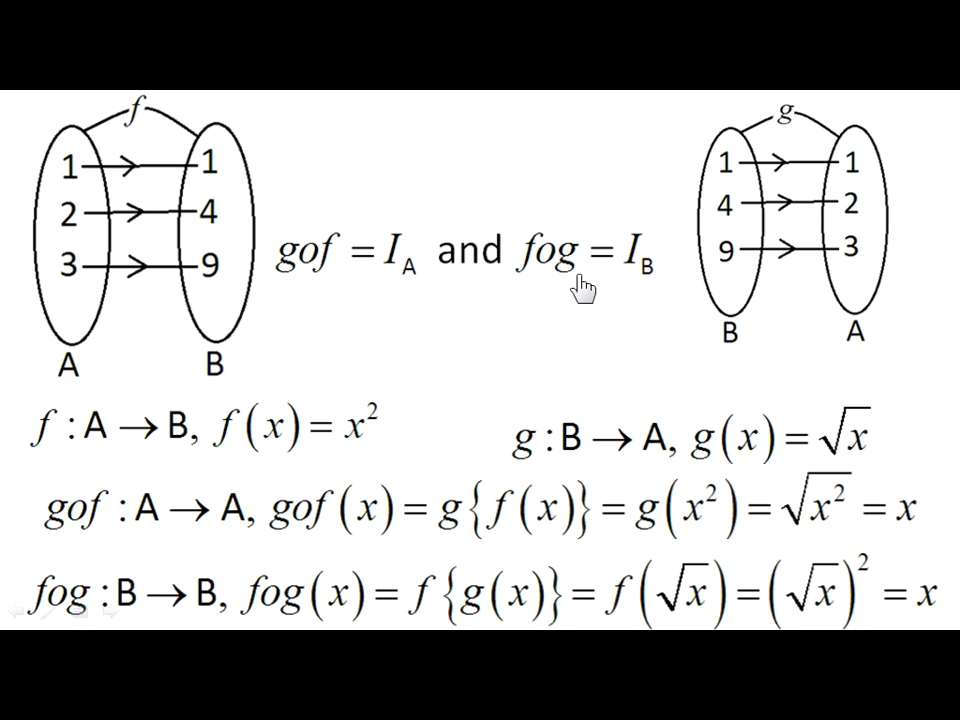 f g
1 1 1 1
2 4 4 2
3 9 9 3
gof = I_A and fog = I_B
A B B A
f : A → B, f(x) = x² g : B → A, g(x) = √x
gof : A → A, gof(x) = g{f(x)} = g(x²) = √x² = x
fog : B → B, fog(x) = f{g(x)} = f(√x) = (√x)² = x